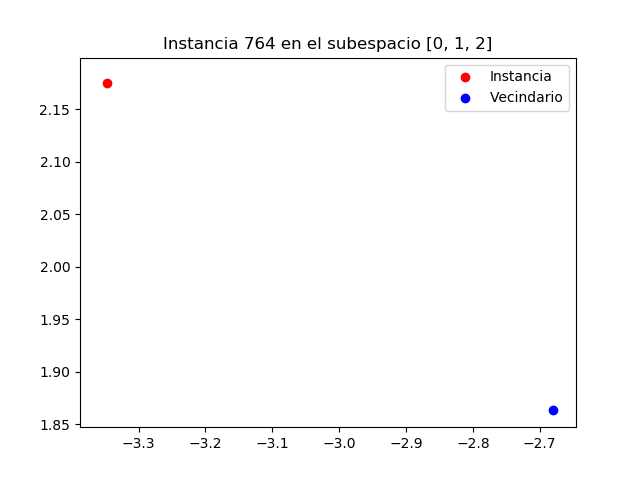 Instancia 764 en el subespacio [0, 1, 2]
Instancia
Vecindario
2.15
2.10
2.05
2.00
1.95
1.90
1.85
−3.3 −3.2 −3.1 −3.0 −2.9 −2.8 −2.7